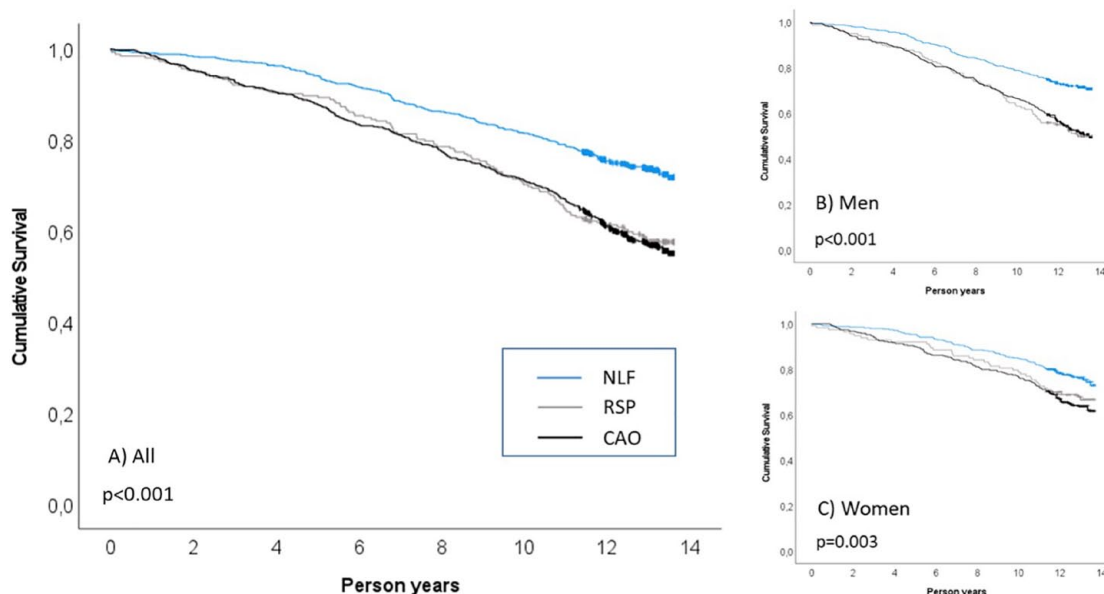 1,0
0,8
0,6
0,4
0,2
0,0
Cumulative Survival
NLF
RSP
CAO
A) All
p<0.001
0 2 4 6 8 10 12 14
Person years
1,0
0,8
0,6
0,4
0,2
0,0
Cumulative Survival
B) Men
p<0.001
0 2 4 6 8 10 12 14
Person years
1,0
0,8
0,6
0,4
0,2
0,0
Cumulative Survival
C) Women
p=0.003
0 2 4 6 8 10 12 14
Person years